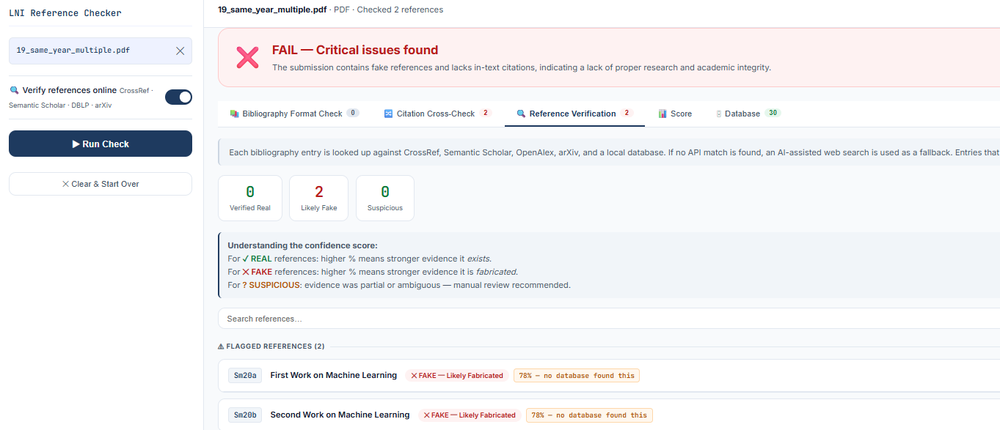 LNI Reference Checker
19_same_year_multiple.pdf
Verify references online CrossRef ·
Semantic Scholar · DBLP · arXiv
▶ Run Check
✕ Clear & Start Over
19_same_year_multiple.pdf · PDF · Checked 2 references
FAIL — Critical issues found
The submission contains fake references and lacks in-text citations, indicating a lack of proper research and academic integrity.
Bibliography Format Check 0 Citation Cross-Check 2 Reference Verification 2 Score Database 30
Each bibliography entry is looked up against CrossRef, Semantic Scholar, OpenAlex, arXiv, and a local database. If no API match is found, an AI-assisted web search is used as a fallback. Entries that
0 2 0
Verified Real Likely Fake Suspicious
Understanding the confidence score:
For ✓ REAL references: higher % means stronger evidence it exists.
For ✕ FAKE references: higher % means stronger evidence it is fabricated.
For ? SUSPICIOUS: evidence was partial or ambiguous — manual review recommended.
Search references...
⚠ FLAGGED REFERENCES (2)
Sm20a First Work on Machine Learning ✕ FAKE — Likely Fabricated 78% — no database found this
Sm20b Second Work on Machine Learning ✕ FAKE — Likely Fabricated 78% — no database found this